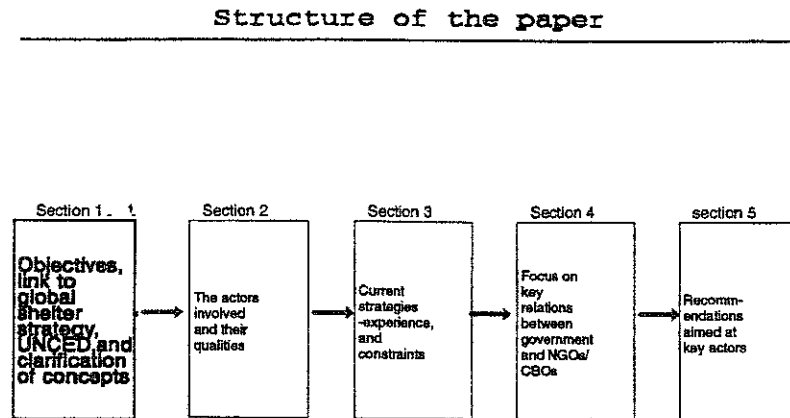 Structure of the paper
Section 1
Objectives,
link to
global
shelter
strategy,
UNCED,and
clarification
of concepts
Section 2
The actors
involved
and their
qualities
Section 3
Current
strategies
-experience,
and
constraints
Section 4
Focus on
key
relations
between
government
and NGOs/
CBOs
section 5
Recomm-
endations
aimed at
key actors